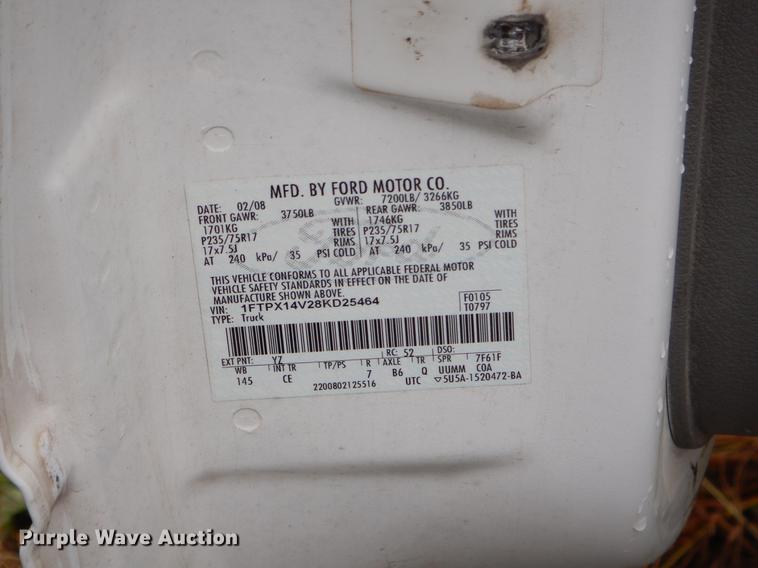 MFD. BY FORD MOTOR CO.
DATE: 02/08 GVWR: 7200LB/ 3266KG
FRONT GAWR: 3750LB REAR GAWR: 3850LB
1701KG WITH 1746KG WITH
P235/75R17 TIRES P235/75R17 TIRES
17x7.5J RIMS 17x7.5J RIMS
AT 240 kPa/ 35 PSI COLD AT 240 kPa/ 35 PSI COLD
THIS VEHICLE CONFORMS TO ALL APPLICABLE FEDERAL MOTOR
VEHICLE SAFETY STANDARDS IN EFFECT ON THE DATE OF
MANUFACTURE SHOWN ABOVE.
VIN: 1FTPX14V28KD25464 F0105
TYPE: Truck T0797
Ford
EXT PNT: YZ RC: 52 DSO:
WB INT TR TP/PS R AXLE TR SPR 7F61F
145 CE 7 B6 Q UUMM COA
2200802125516 UTC ▽5U5A-1520472-BA
Purple Wave Auction